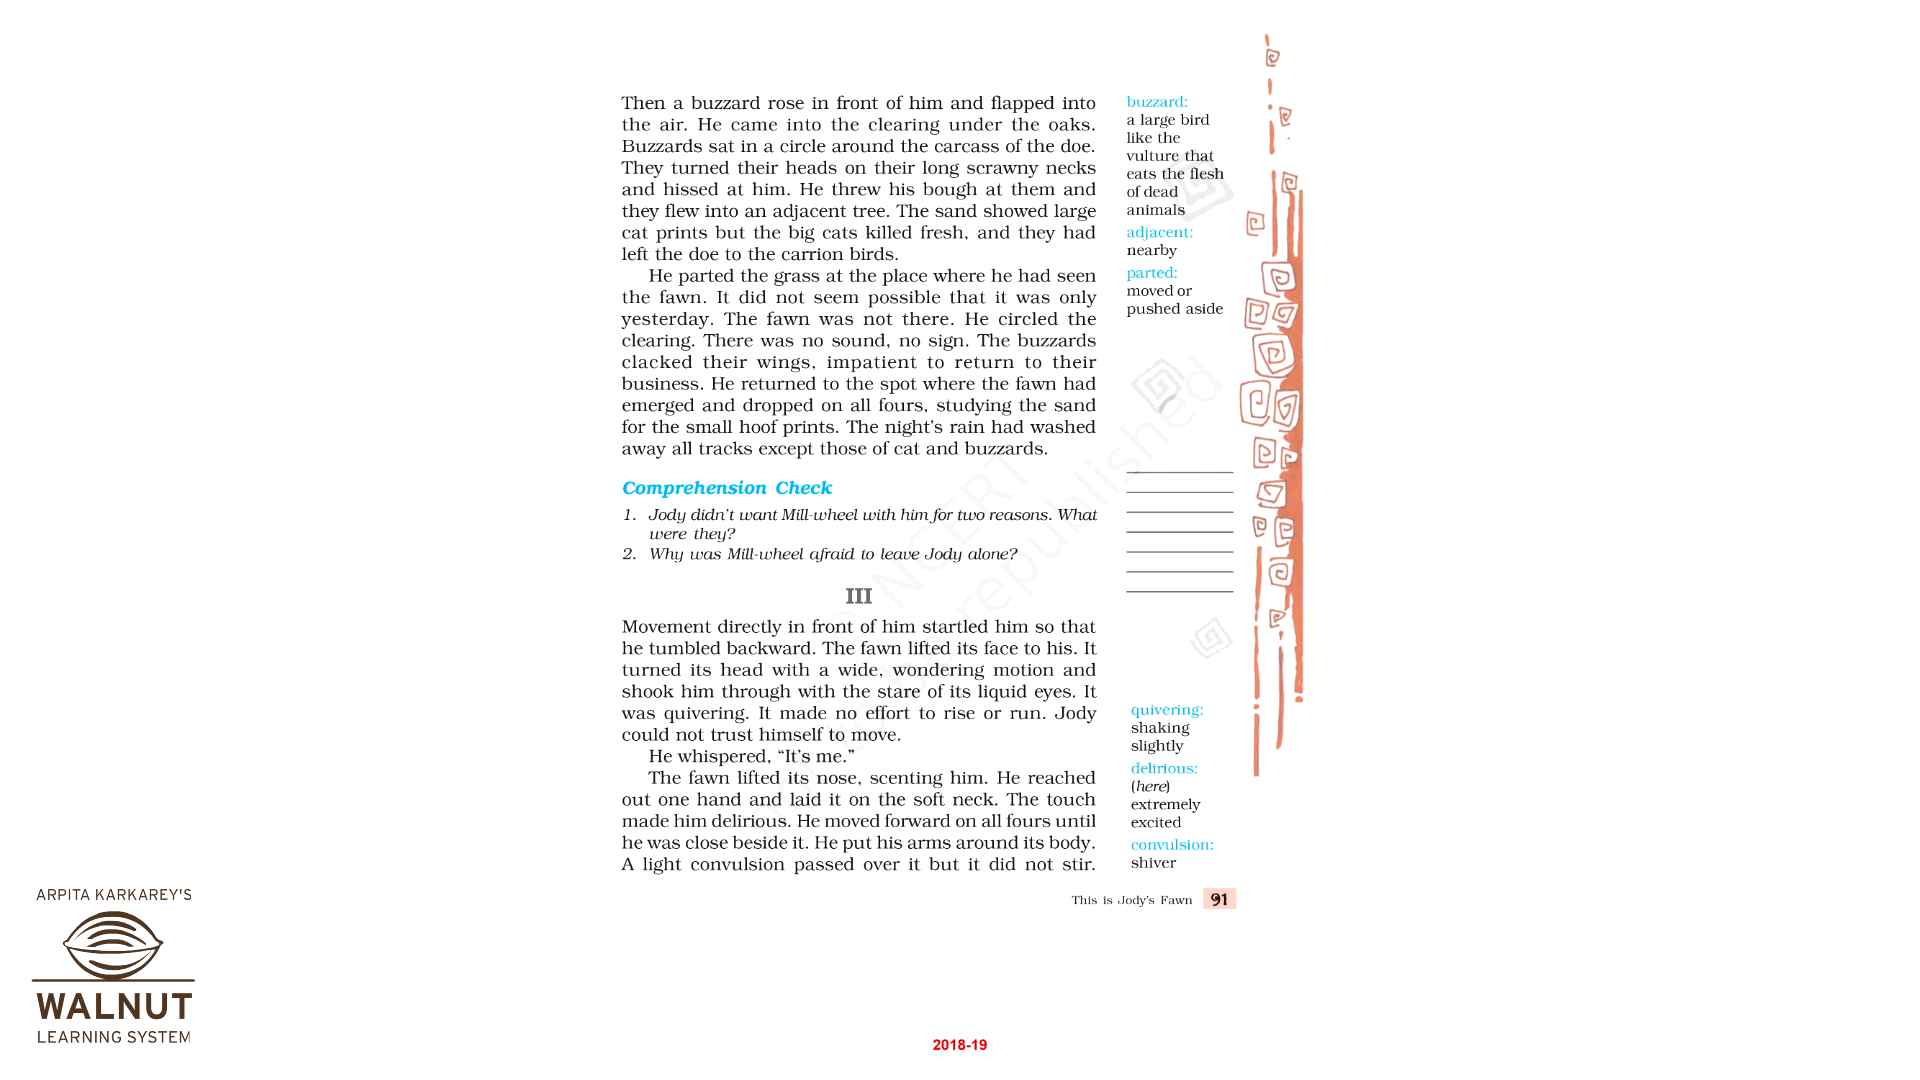 Then a buzzard rose in front of him and flapped into
the air. He came into the clearing under the oaks.
Buzzards sat in a circle around the carcass of the doe.
They turned their heads on their long scrawny necks
and hissed at him. He threw his bough at them and
they flew into an adjacent tree. The sand showed large
cat prints but the big cats killed fresh, and they had
left the doe to the carrion birds.
He parted the grass at the place where he had seen
the fawn. It did not seem possible that it was only
yesterday. The fawn was not there. He circled the
clearing. There was no sound, no sign. The buzzards
clacked their wings, impatient to return to their
business. He returned to the spot where the fawn had
emerged and dropped on all fours, studying the sand
for the small hoof prints. The night's rain had washed
away all tracks except those of cat and buzzards.
Comprehension Check
1. Jody didn't want Mill-wheel with him for two reasons. What
were they?
2. Why was Mill-wheel afraid to leave Jody alone?
III
Movement directly in front of him startled him so that
he tumbled backward. The fawn lifted its face to his. It
turned its head with a wide, wondering motion and
shook him through with the stare of its liquid eyes. It
was quivering. It made no effort to rise or run. Jody
could not trust himself to move.
He whispered, “It's me.”
The fawn lifted its nose, scenting him. He reached
out one hand and laid it on the soft neck. The touch
made him delirious. He moved forward on all fours until
he was close beside it. He put his arms around its body.
A light convulsion passed over it but it did not stir.
buzzard:
a large bird
like the
vulture that
eats the flesh
of dead
animals
adjacent:
nearby
parted:
moved or
pushed aside
quivering:
shaking
slightly
delirious:
(here)
extremely
excited
convulsion:
shiver
This is Jody's Fawn 91
NCERT
republished
ARPITA KARKAREY'S
WALNUT
LEARNING SYSTEM
2018-19